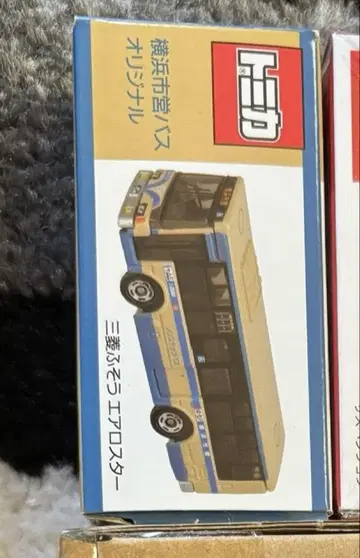 トミカ
横浜市営バス
オリジナル
三菱ふそう エアロスター